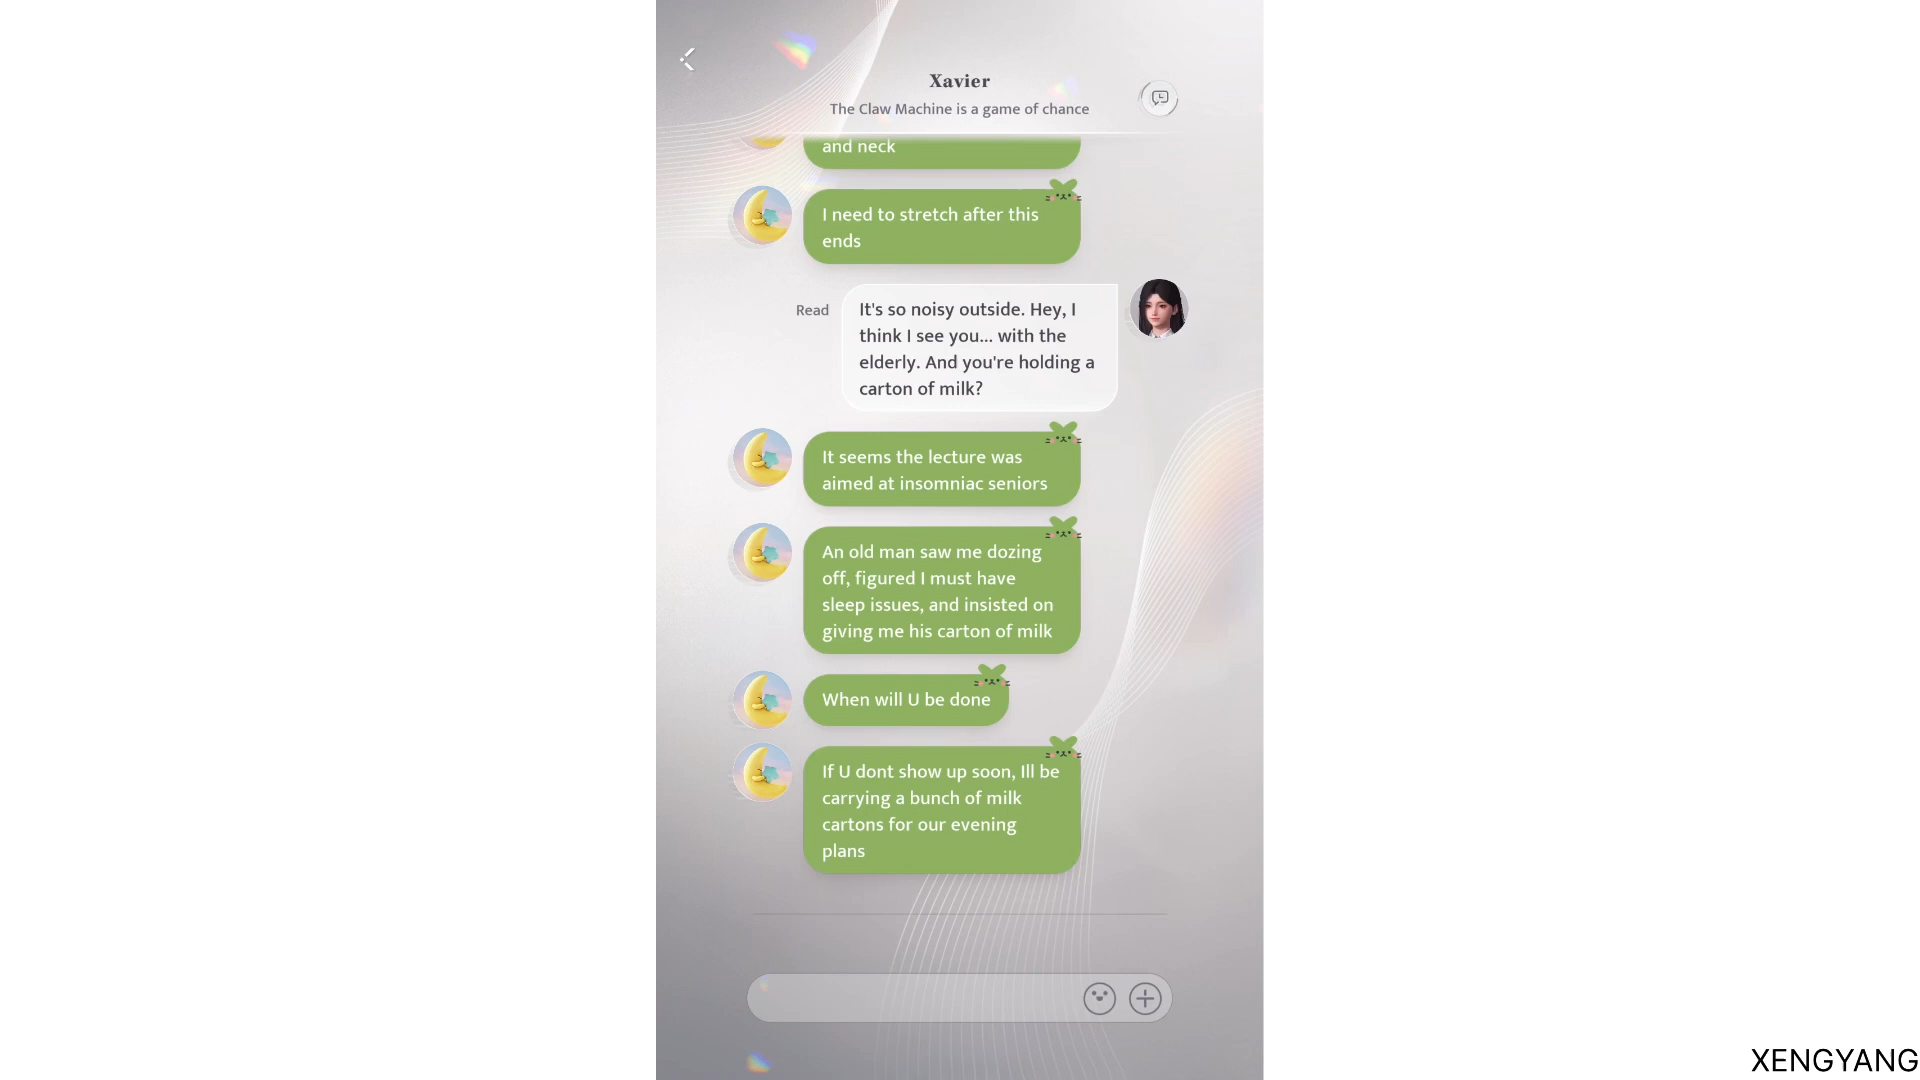 Xavier
The Claw Machine is a game of chance
and neck
I need to stretch after this
ends
Read
It's so noisy outside. Hey, I
think I see you... with the
elderly. And you're holding a
carton of milk?
It seems the lecture was
aimed at insomniac seniors
An old man saw me dozing
off, figured I must have
sleep issues, and insisted on
giving me his carton of milk
When will U be done
If U dont show up soon, Ill be
carrying a bunch of milk
cartons for our evening
plans
XENGYANG